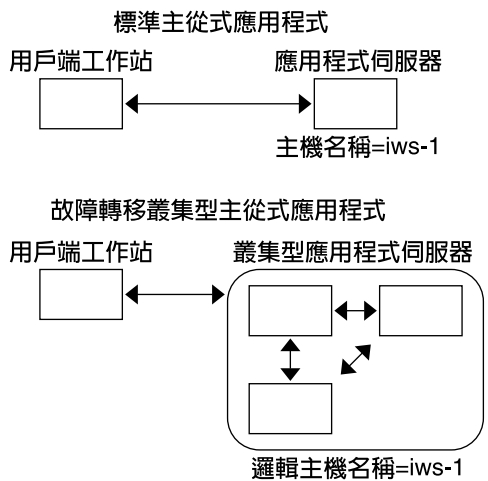 標準主從式應用程式
用戶端工作站
應用程式伺服器
主機名稱=iws-1
故障轉移叢集型主從式應用程式
用戶端工作站
叢集型應用程式伺服器
邏輯主機名稱=iws-1